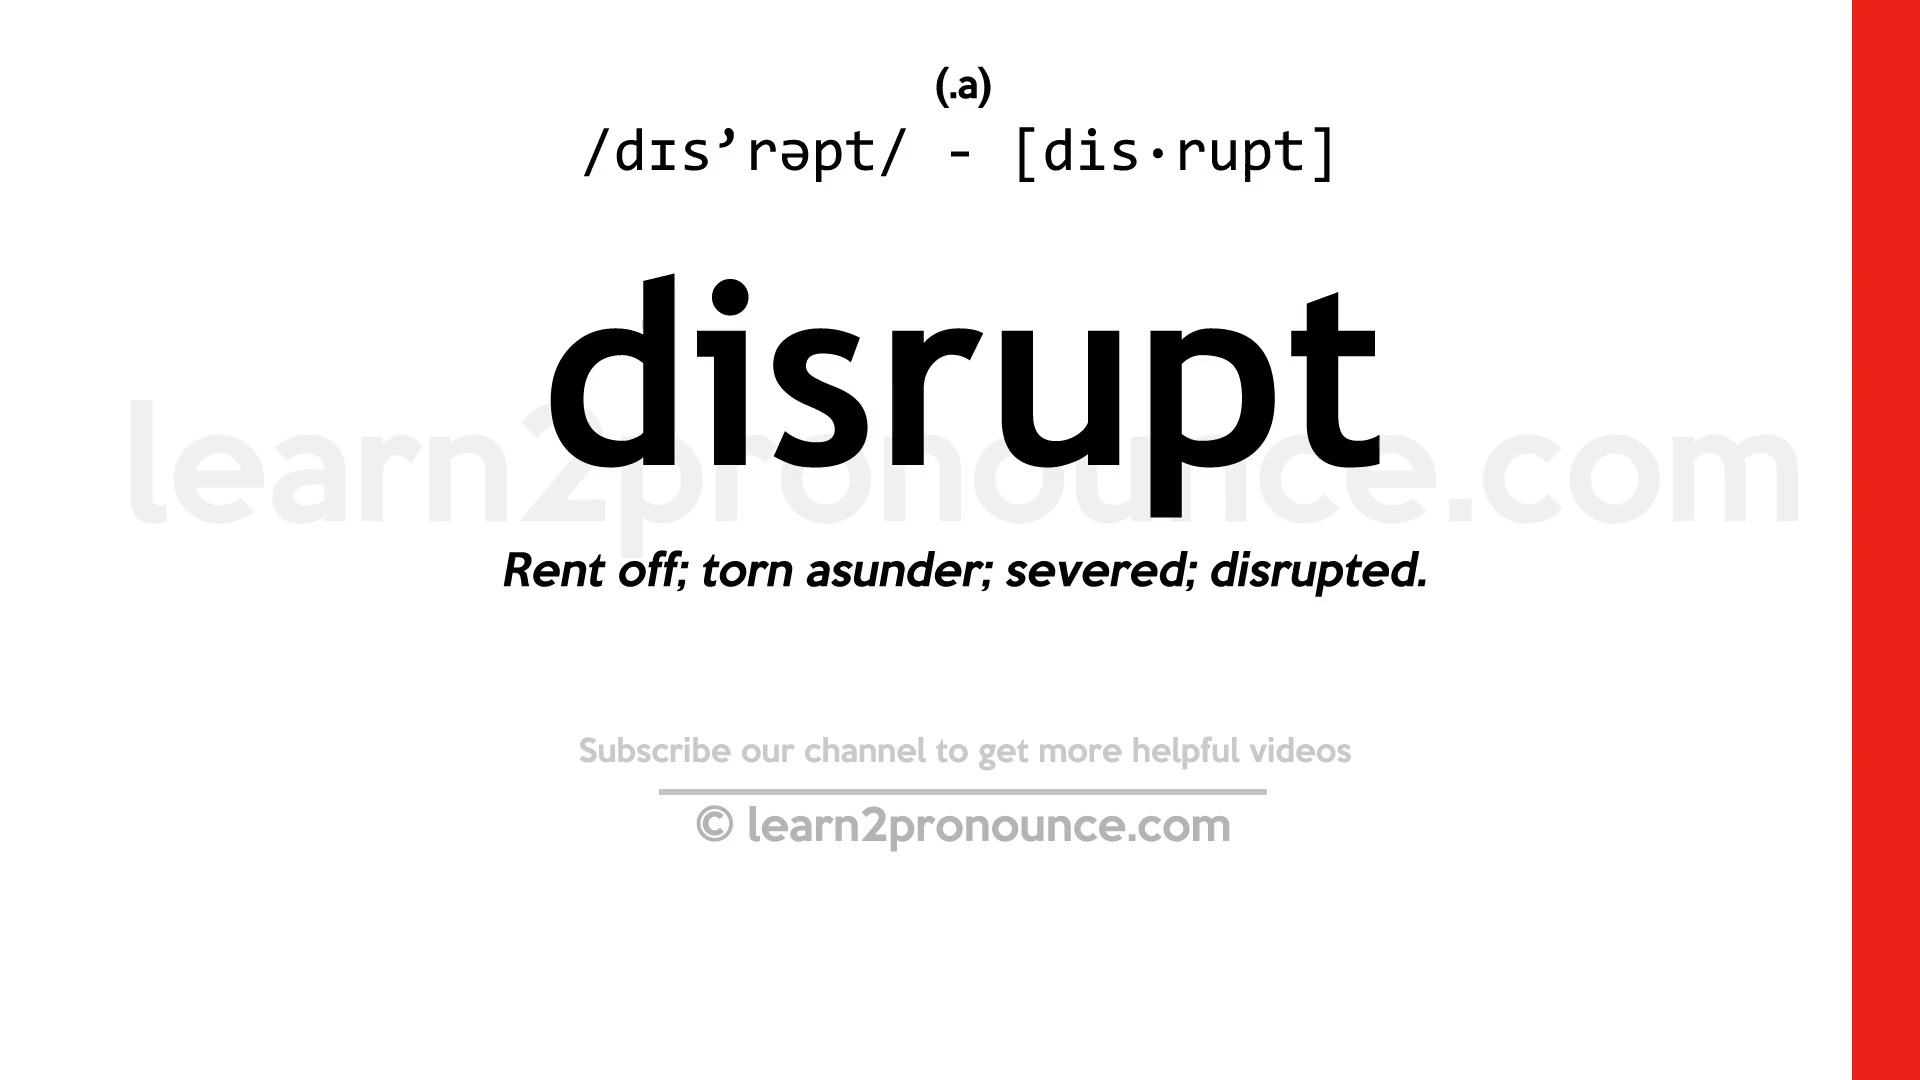 (.a)
/dɪs’rəpt/ - [dis·rupt]
disrupt
learn2pronounce.com
Rent off; torn asunder; severed; disrupted.
Subscribe our channel to get more helpful videos
© learn2pronounce.com